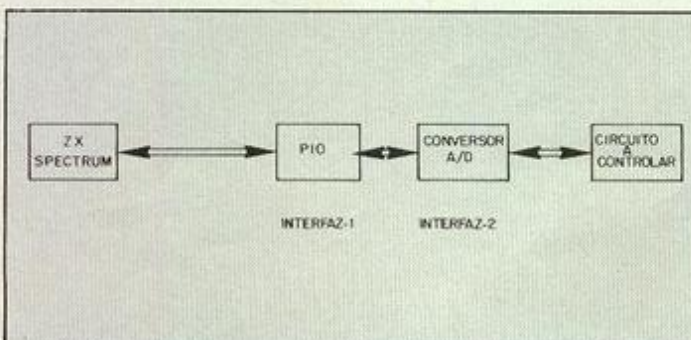 ZX
SPECTRUM
PIO
CONVERSOR
A/D
CIRCUITO
A
CONTROLAR
INTERFAZ-1
INTERFAZ-2